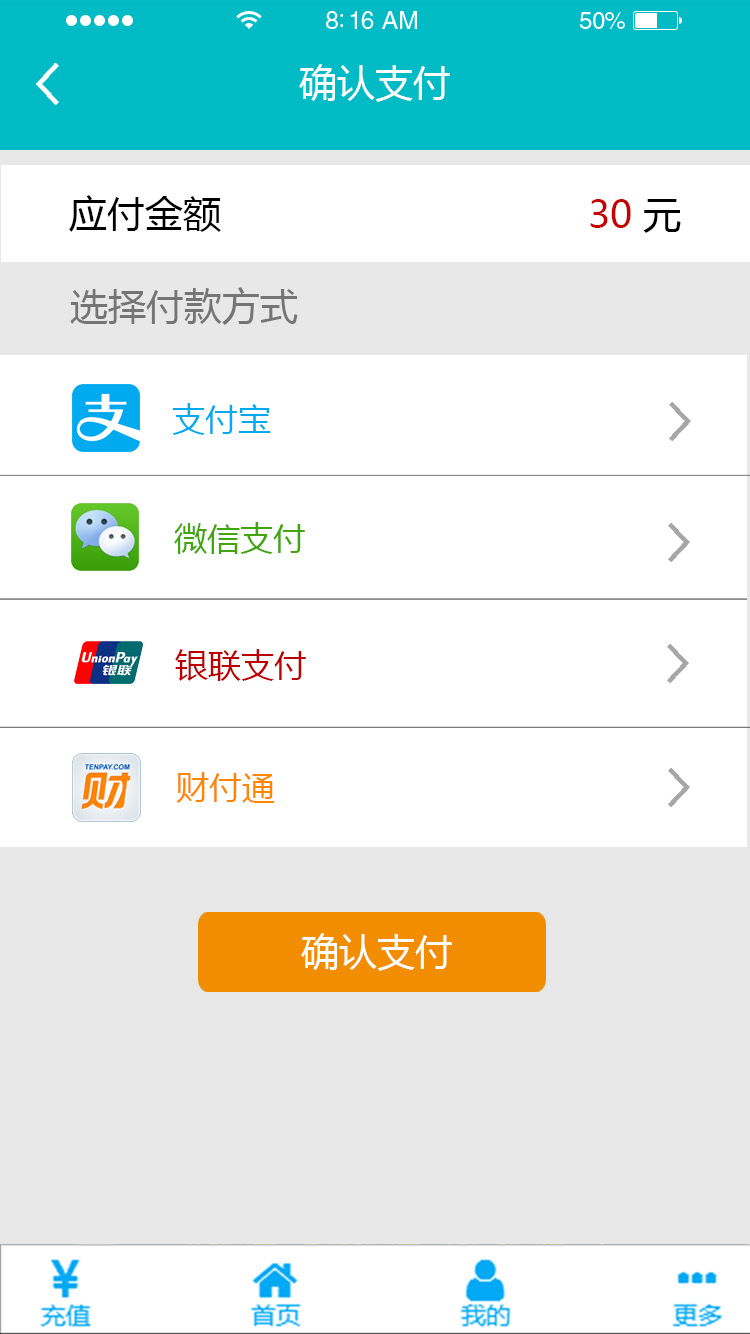 8:16 AM 50%
确认支付
应付金额 30 元
选择付款方式
支
支付宝
微信支付
UnionPay
银联
银联支付
TENPAY.COM
财
财付通
确认支付
¥
充值 首页 我的 更多